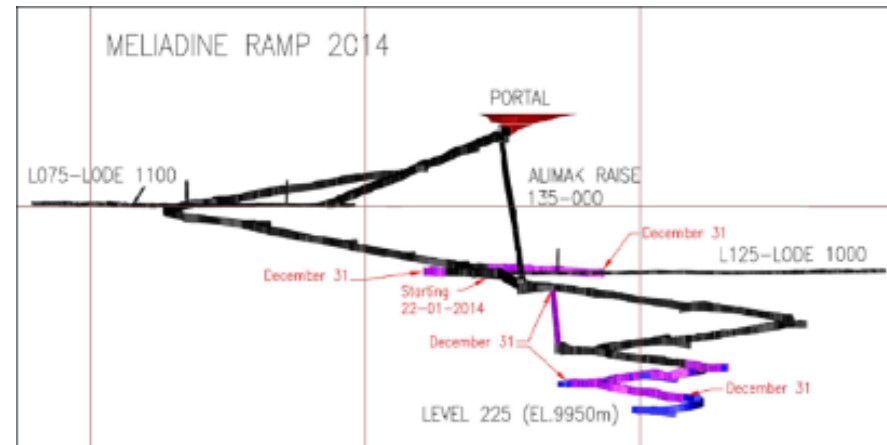 MELIADINE RAMP 2014
PORTAL
L075-LODE 1100
ALIMAK RAISE
135-000
December 31
L125-LODE 1000
December 31
Starting
22-01-2014
December 31
December 31
LEVEL 225 (EL.9950m)